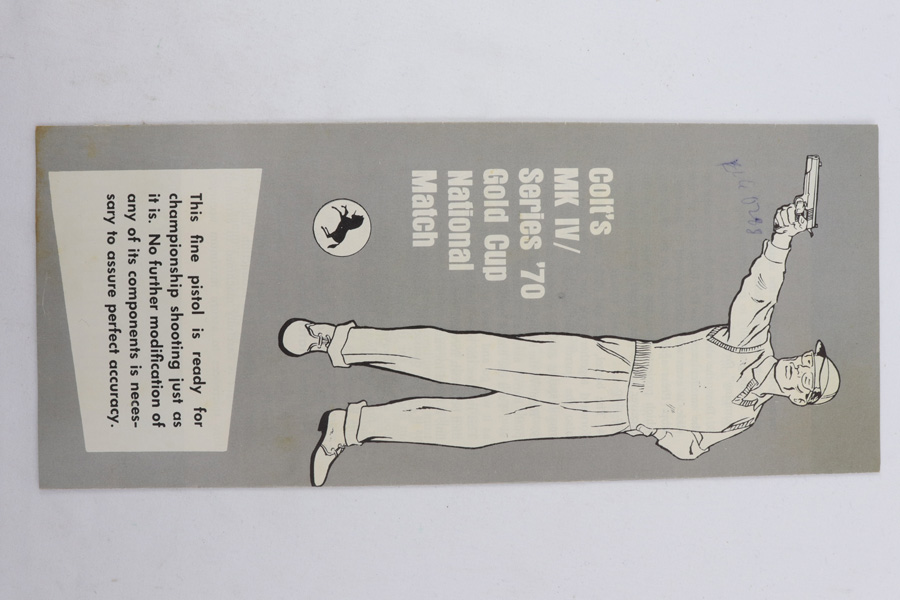 Colt's
MK IV/
Series '70
Gold Cup
National
Match
This fine pistol is ready for
championship shooting just as
it is. No further modification of
any of its components is neces-
sary to assure perfect accuracy.